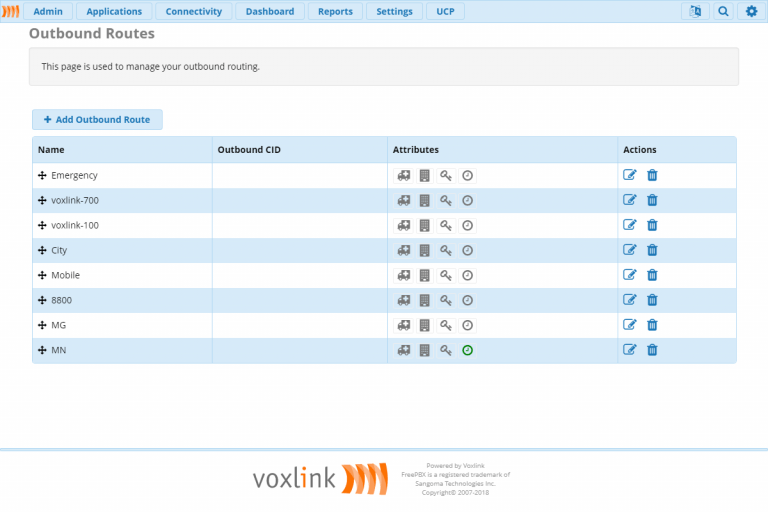 Admin Applications Connectivity Dashboard Reports Settings UCP
Outbound Routes
This page is used to manage your outbound routing.
Add Outbound Route
Name Outbound CID Attributes Actions
Emergency
voxlink-700
voxlink-100
City
Mobile
8800
MG
MN
voxlink
Powered by Voxlink
FreePBX is a registered trademark of
Sangoma Technologies Inc.
Copyright© 2007-2018